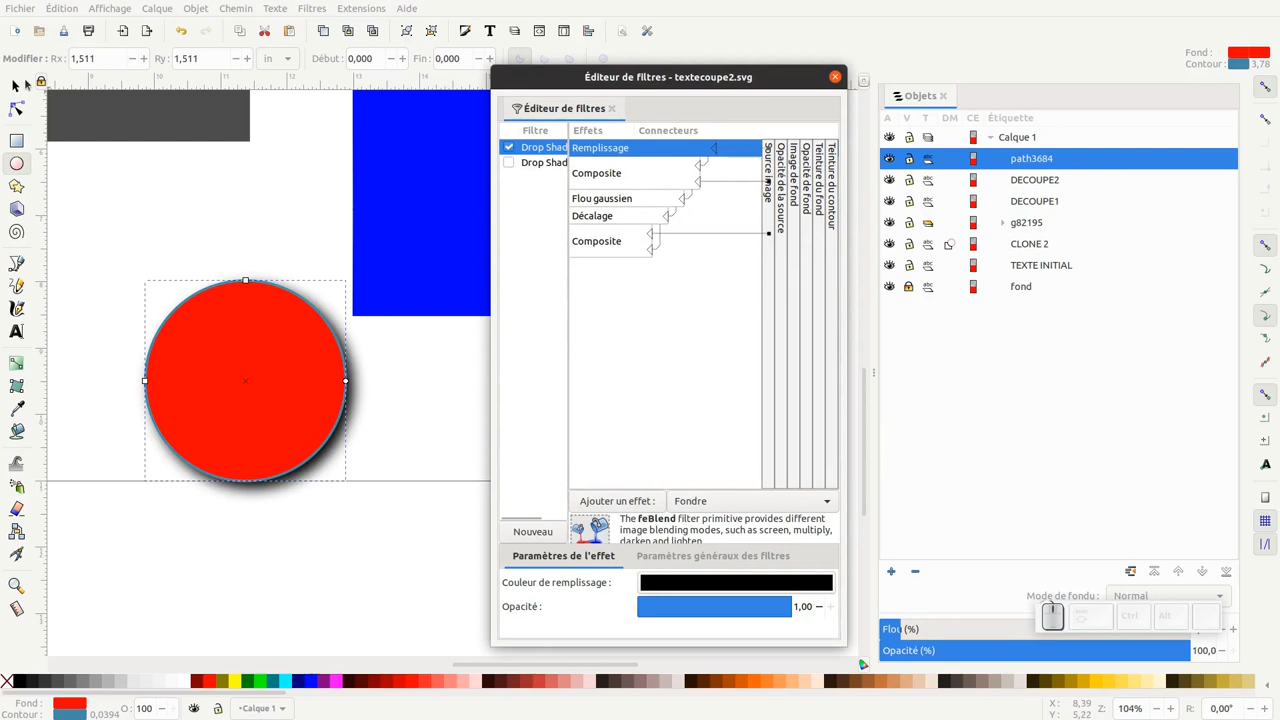 Fichier Édition Affichage Calque Objet Chemin Texte Filtres Extensions Aide
Modifier : Rx : 1,511 Ry : 1,511 in Début : 0,000 Fin : 0,000
Fond :
Contour : 3,78
Éditeur de filtres - textecoupe2.svg
Éditeur de filtres
Filtre Effets Connecteurs
Drop Shad
Drop Shad
Remplissage
Composite
Flou gaussien
Décalage
Composite
Source image
Opacité de la source
Image de fond
Opacité de fond
Teinture du fond
Teinture du contour
Ajouter un effet : Fondre
Nouveau
The feBlend filter primitive provides different
image blending modes, such as screen, multiply,
darken and lighten
Paramètres de l'effet Paramètres généraux des filtres
Couleur de remplissage :
Opacité : 1,00
Objets
A V T DM CE Étiquette
Calque 1
path3684
DECOUPE2
DECOUPE1
g82195
CLONE 2
TEXTE INITIAL
fond
Mode de fondu : Normal
Ctrl Alt
Flou (%)
Opacité (%) 100,0
Fond :
Contour : 0,0394
O : 100
Calque 1
X : 8,39
Y : 5,22
Z : 104%
R : 0,00°